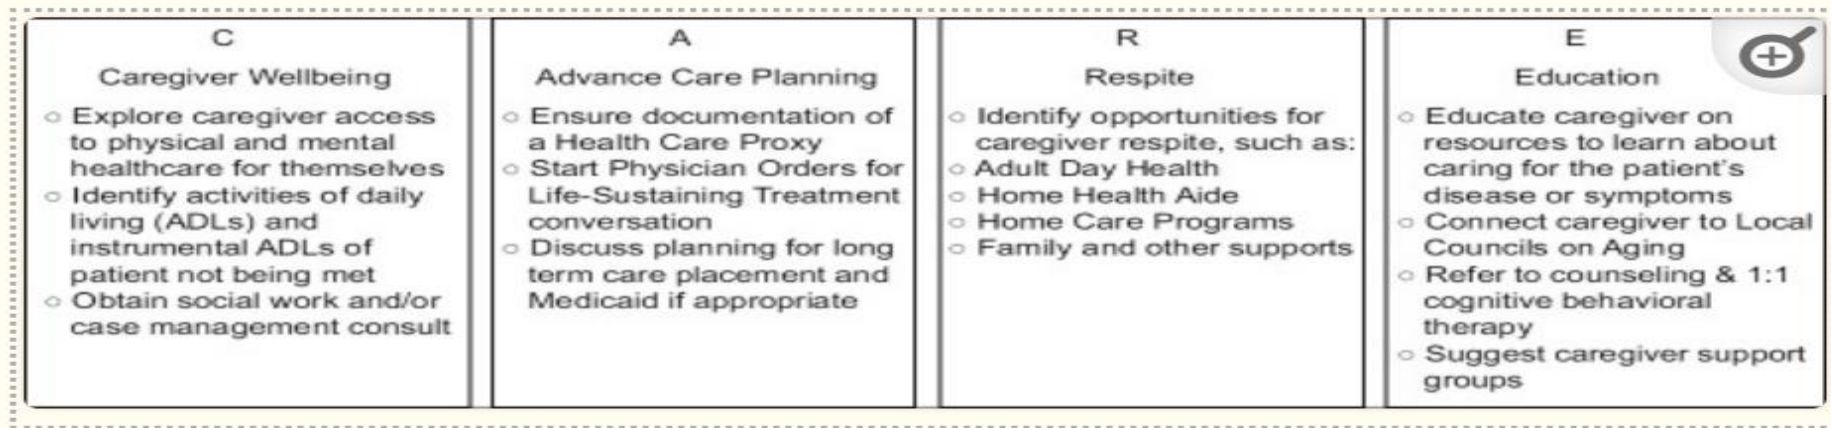 C
Caregiver Wellbeing
○ Explore caregiver access
to physical and mental
healthcare for themselves
○ Identify activities of daily
living (ADLs) and
instrumental ADLs of
patient not being met
○ Obtain social work and/or
case management consult
A
Advance Care Planning
○ Ensure documentation of
a Health Care Proxy
○ Start Physician Orders for
Life-Sustaining Treatment
conversation
○ Discuss planning for long
term care placement and
Medicaid if appropriate
R
Respite
○ Identify opportunities for
caregiver respite, such as:
○ Adult Day Health
○ Home Health Aide
○ Home Care Programs
○ Family and other supports
E
Education
○ Educate caregiver on
resources to learn about
caring for the patient's
disease or symptoms
○ Connect caregiver to Local
Councils on Aging
○ Refer to counseling & 1:1
cognitive behavioral
therapy
○ Suggest caregiver support
groups